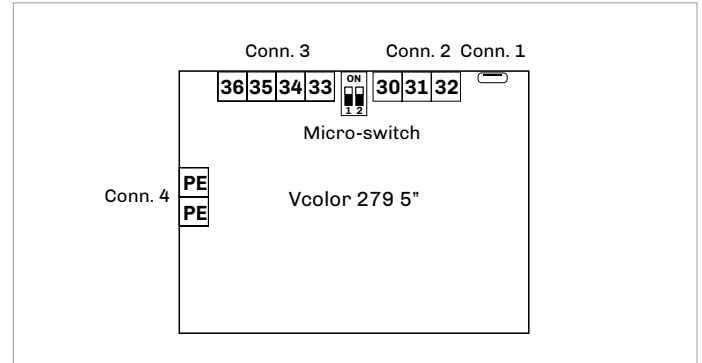 Conn. 3 Conn. 2 Conn. 1
36 35 34 33 ON 30 31 32
1 2
Micro-switch
PE
Conn. 4 Vcolor 279 5”
PE